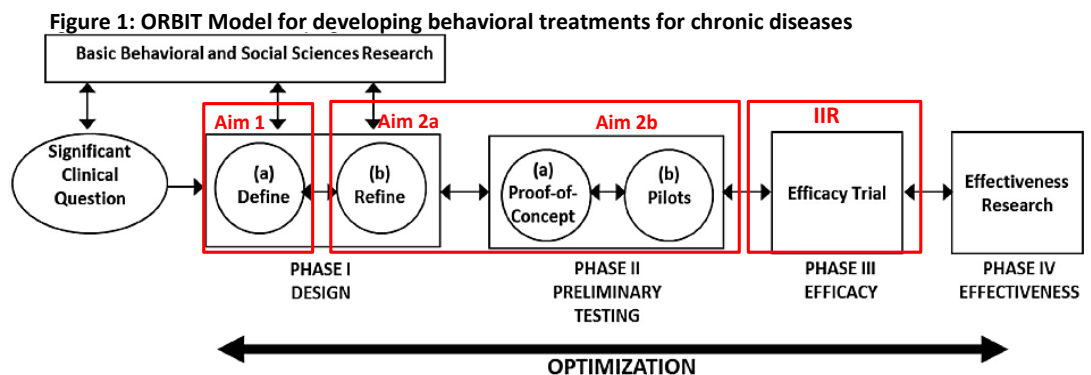 Figure 1: ORBIT Model for developing behavioral treatments for chronic diseases
Basic Behavioral and Social Sciences Research
Aim 1
Aim 2a
Aim 2b
IIR
Significant
Clinical
Question
(a)
Define
(b)
Refine
(a)
Proof-of-
Concept
(b)
Pilots
Efficacy Trial
Effectiveness
Research
PHASE I
DESIGN
PHASE II
PRELIMINARY
TESTING
PHASE III
EFFICACY
PHASE IV
EFFECTIVENESS
OPTIMIZATION